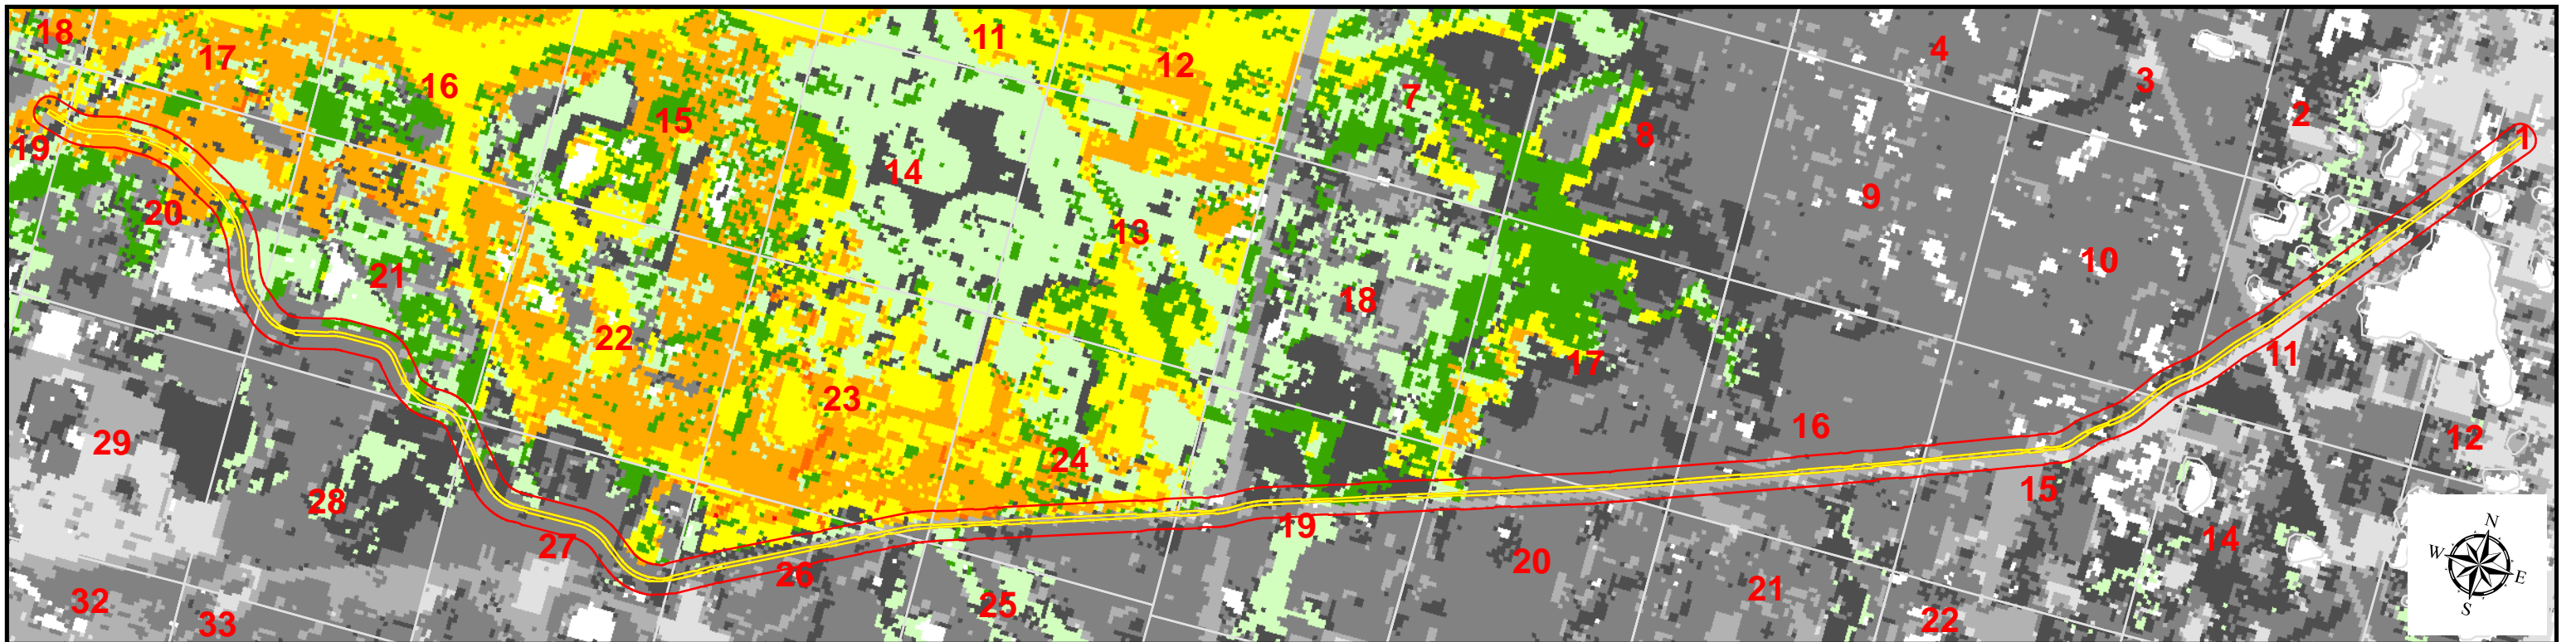 18 17 16 11 12 7 4 3 2 1
19 20 15 14 13 8 9 10
21 22 18 17 11
29 28 23 24 16 15 12
32 33 27 26 25 19 20 21 22 14
N
W E
S